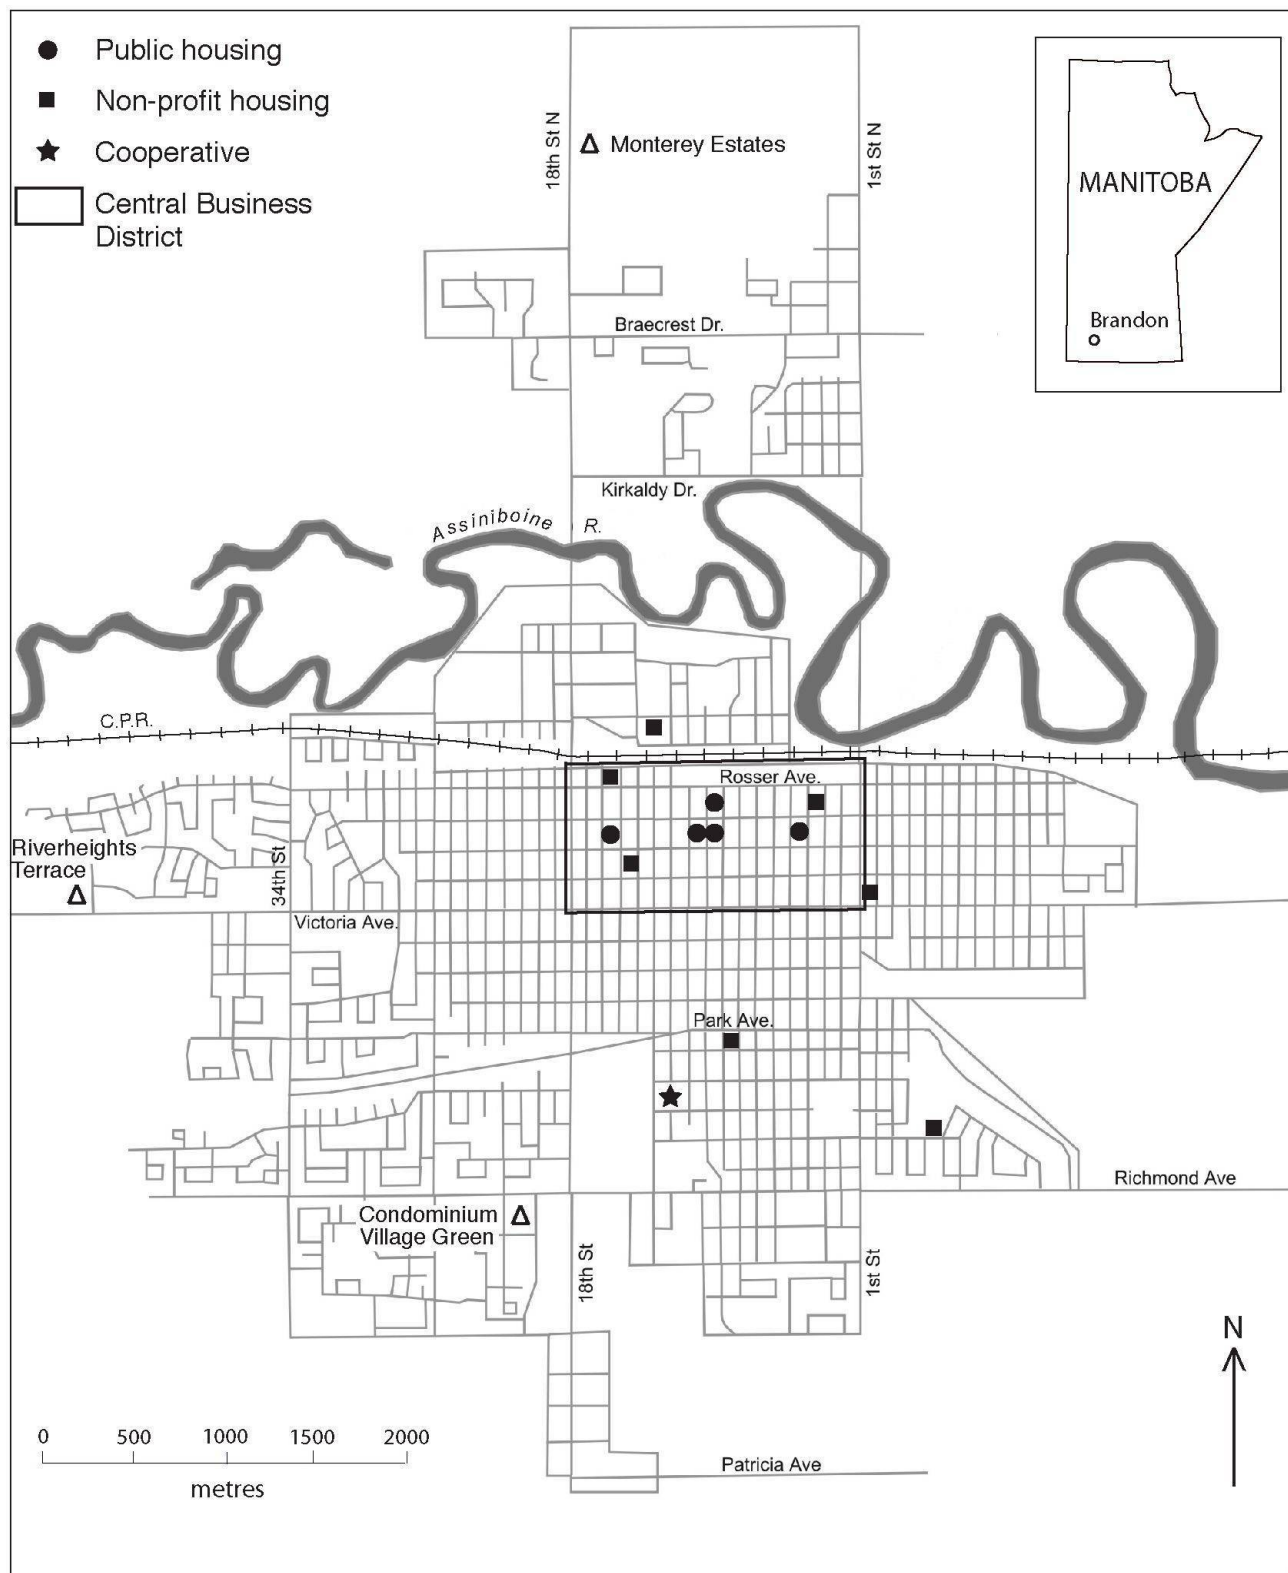 Public housing
Non-profit housing
Cooperative
Central Business
District
18th St N
Monterey Estates
1st St N
MANITOBA
Brandon
Braecrest Dr.
Kirkaldy Dr.
Assiniboine R.
C.P.R.
Rosser Ave.
Riverheights
Terrace
34th St
Victoria Ave.
Park Ave.
Richmond Ave
Condominium
Village Green
18th St
1st St
N
0 500 1000 1500 2000
metres
Patricia Ave